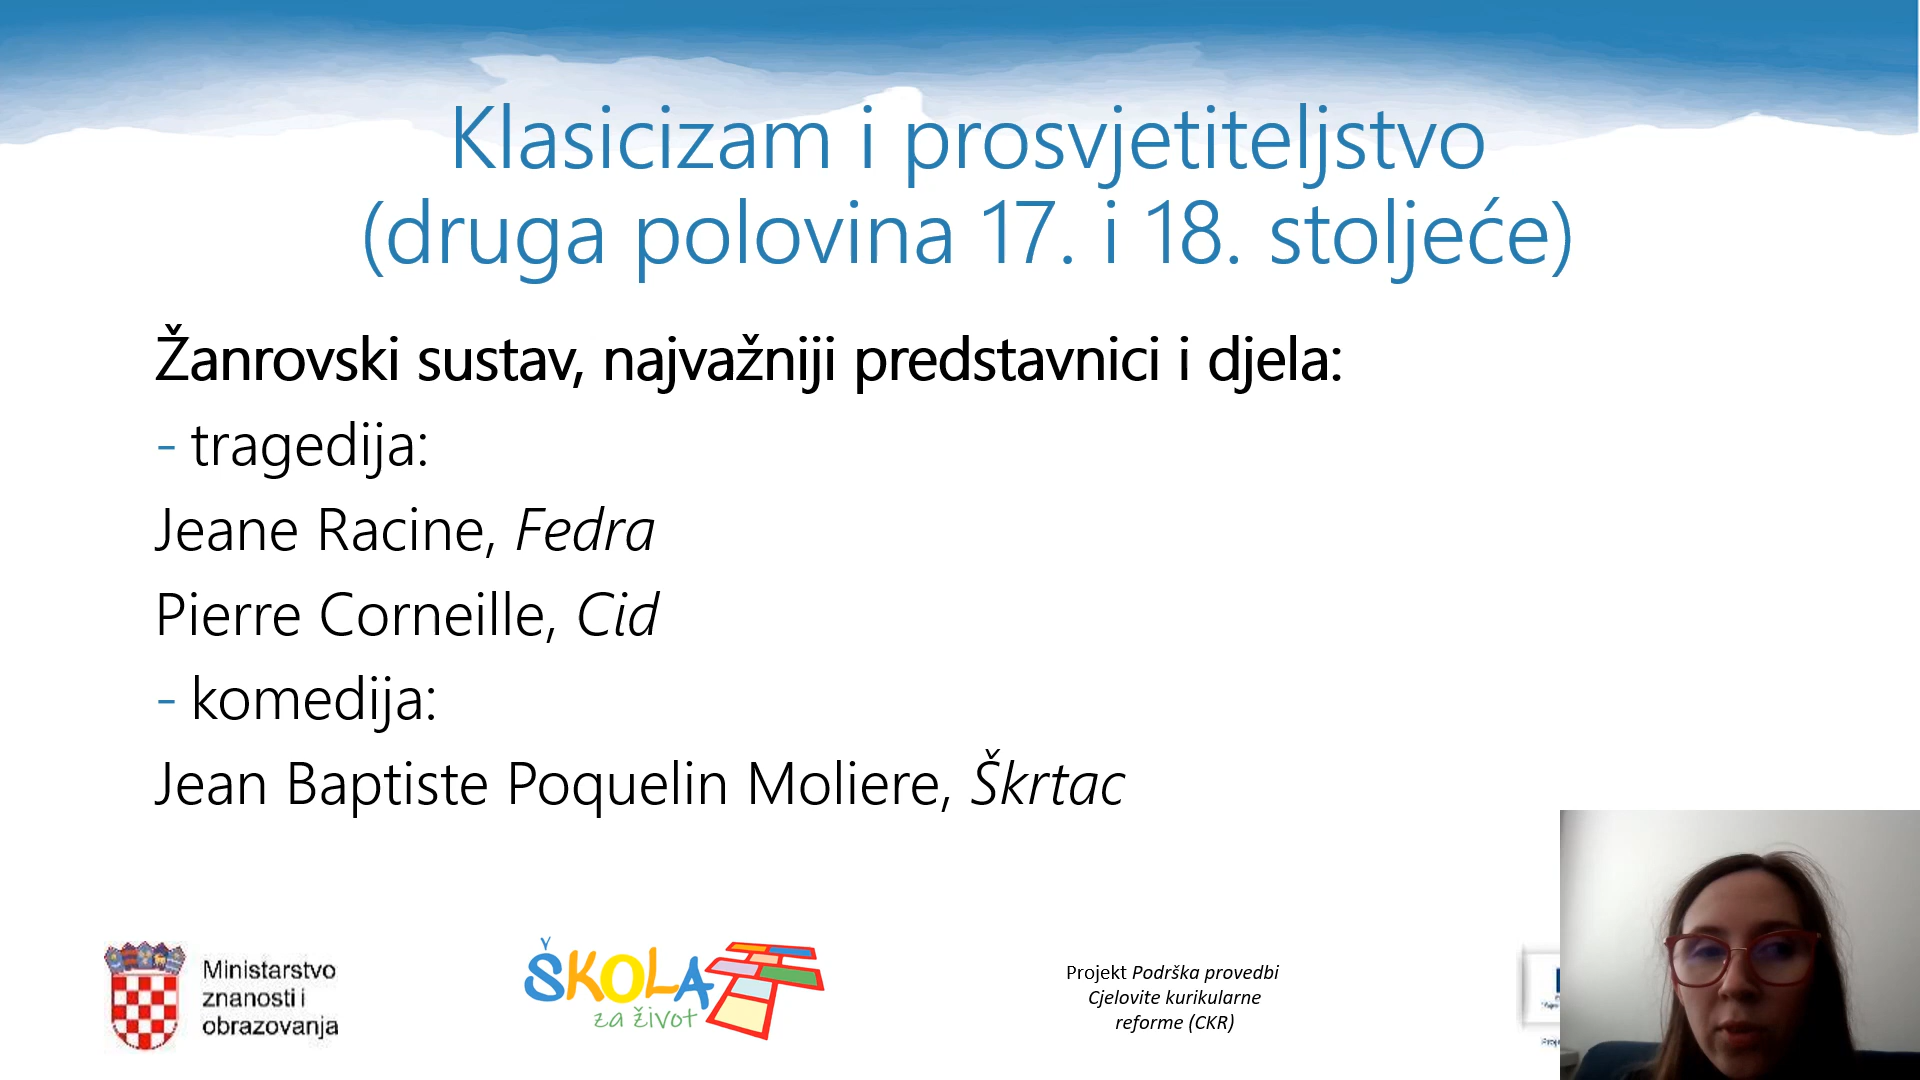 Klasicizam i prosvjetiteljstvo
(druga polovina 17. i 18. stoljeće)
Žanrovski sustav, najvažniji predstavnici i djela:
- tragedija:
Jeane Racine, Fedra
Pierre Corneille, Cid
- komedija:
Jean Baptiste Poquelin Moliere, Škrtac
Ministarstvo
znanosti i
obrazovanja
ŠKOLA
za život
Projekt Podrška provedbi
Cjelovite kurikularne
reforme (CKR)